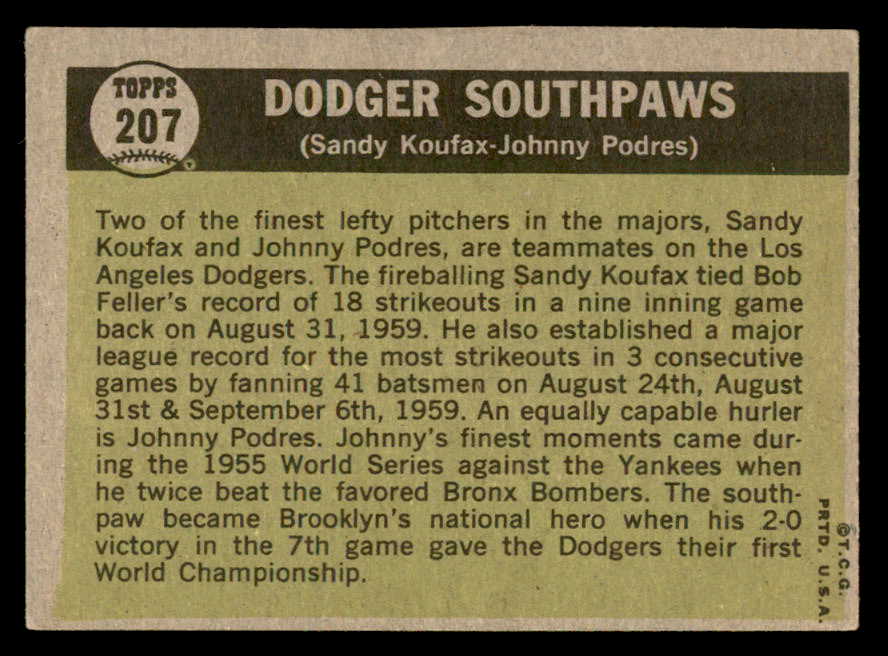 TOPPS
207
DODGER SOUTHPAWS
(Sandy Koufax-Johnny Podres)
Two of the finest lefty pitchers in the majors, Sandy
Koufax and Johnny Podres, are teammates on the Los
Angeles Dodgers. The fireballing Sandy Koufax tied Bob
Feller's record of 18 strikeouts in a nine inning game
back on August 31, 1959. He also established a major
league record for the most strikeouts in 3 consecutive
games by fanning 41 batsmen on August 24th, August
31st & September 6th, 1959. An equally capable hurler
is Johnny Podres. Johnny's finest moments came dur-
ing the 1955 World Series against the Yankees when
he twice beat the favored Bronx Bombers. The south-
paw became Brooklyn's national hero when his 2-0
victory in the 7th game gave the Dodgers their first
World Championship.
©T.C.G.
PRTD. U.S.A.